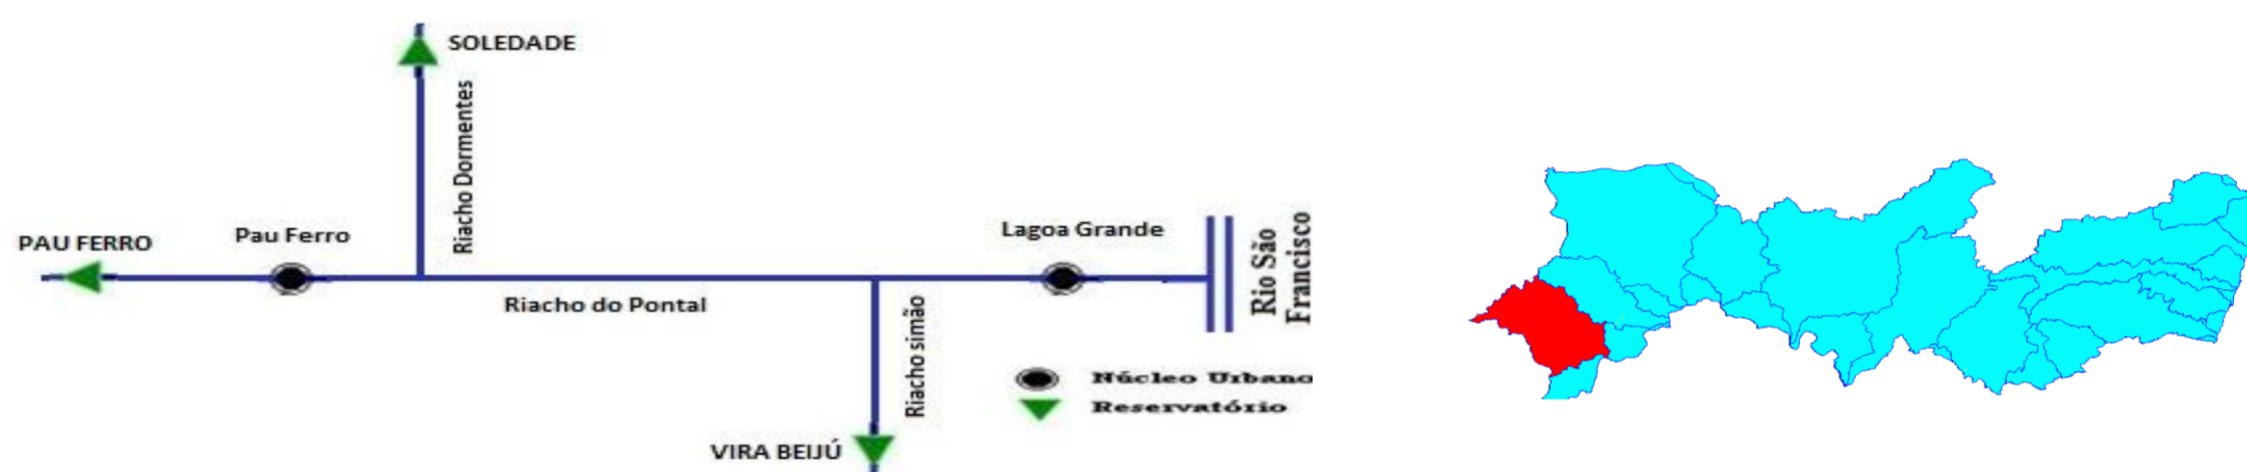 SOLEDADE
Riacho Dormentes
PAU FERRO
Pau Ferro
Riacho do Pontal
Lagoa Grande
Rio São
Francisco
Riacho simão
VIRA BEIJÚ
Núcleo Urbano
Reservatório